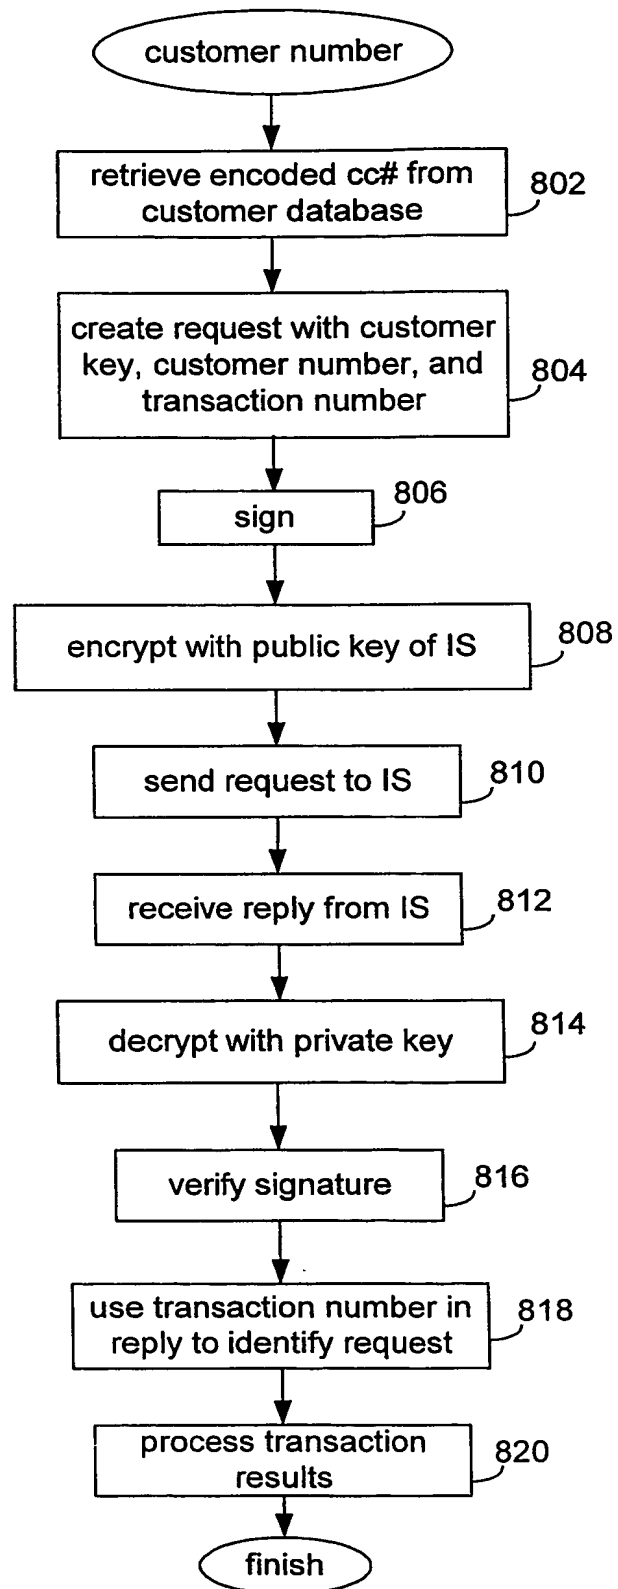 customer number
retrieve encoded cc# from
customer database
802
create request with customer
key, customer number, and
transaction number
804
sign
806
encrypt with public key of IS
808
send request to IS
810
receive reply from IS
812
decrypt with private key
814
verify signature
816
use transaction number in
reply to identify request
818
process transaction
results
820
finish